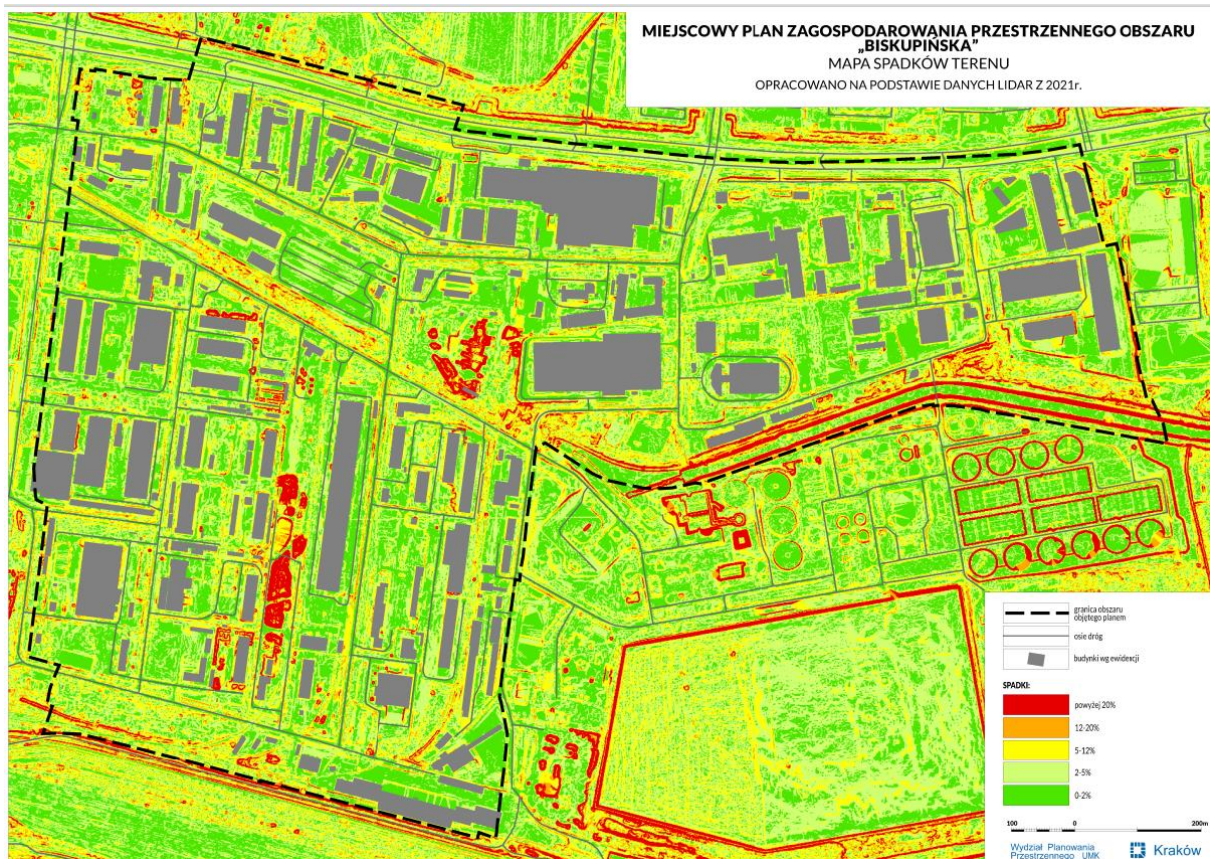 MIEJSCOWY PLAN ZAGOSPODAROWANIA PRZESTRZENNEGO OBSZARU
„BISKUPIŃSKA”
MAPA SPADKÓW TERENU
OPRACOWANO NA PODSTAWIE DANYCH LIDAR Z 2021r.
granica obszaru
objętego planem
osie dróg
budynki wg ewidencji
SPADKI:
powyżej 20%
12-20%
5-12%
2-5%
0-2%
100 0 200m
Wydział Planowania
Przestrzennego UMK
Kraków